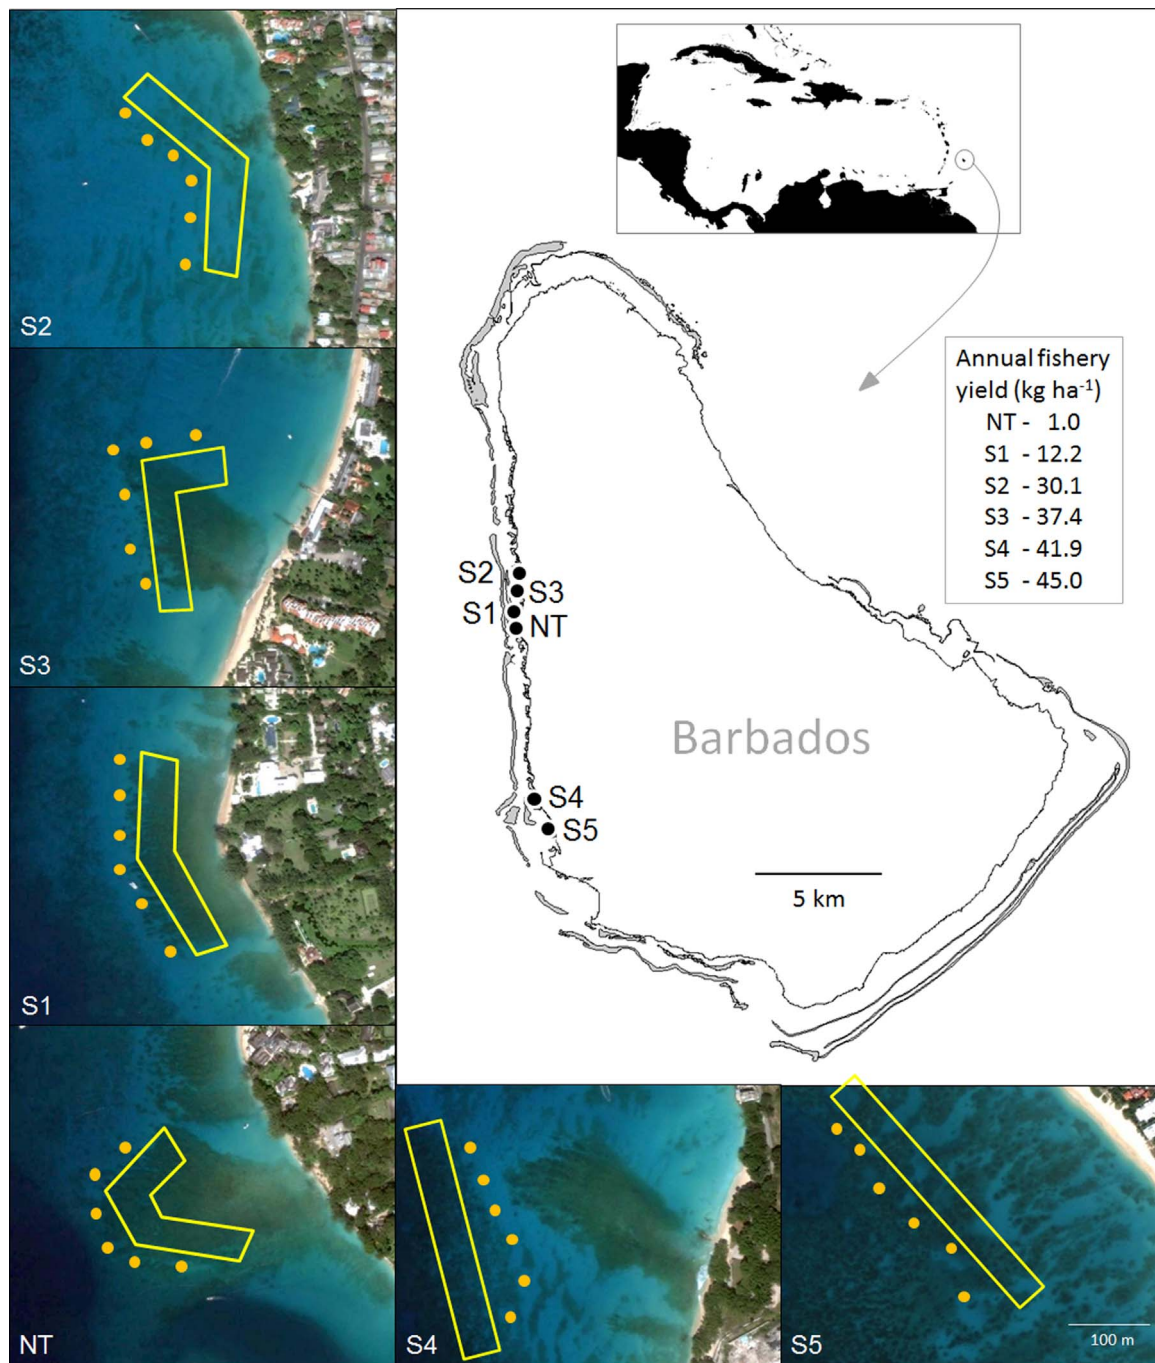 S2
S3
S1
NT
Annual fishery
yield (kg ha-1)
NT - 1.0
S1 - 12.2
S2 - 30.1
S3 - 37.4
S4 - 41.9
S5 - 45.0
S2
S3
S1
NT
Barbados
S4
S5
5 km
S4
S5
100 m